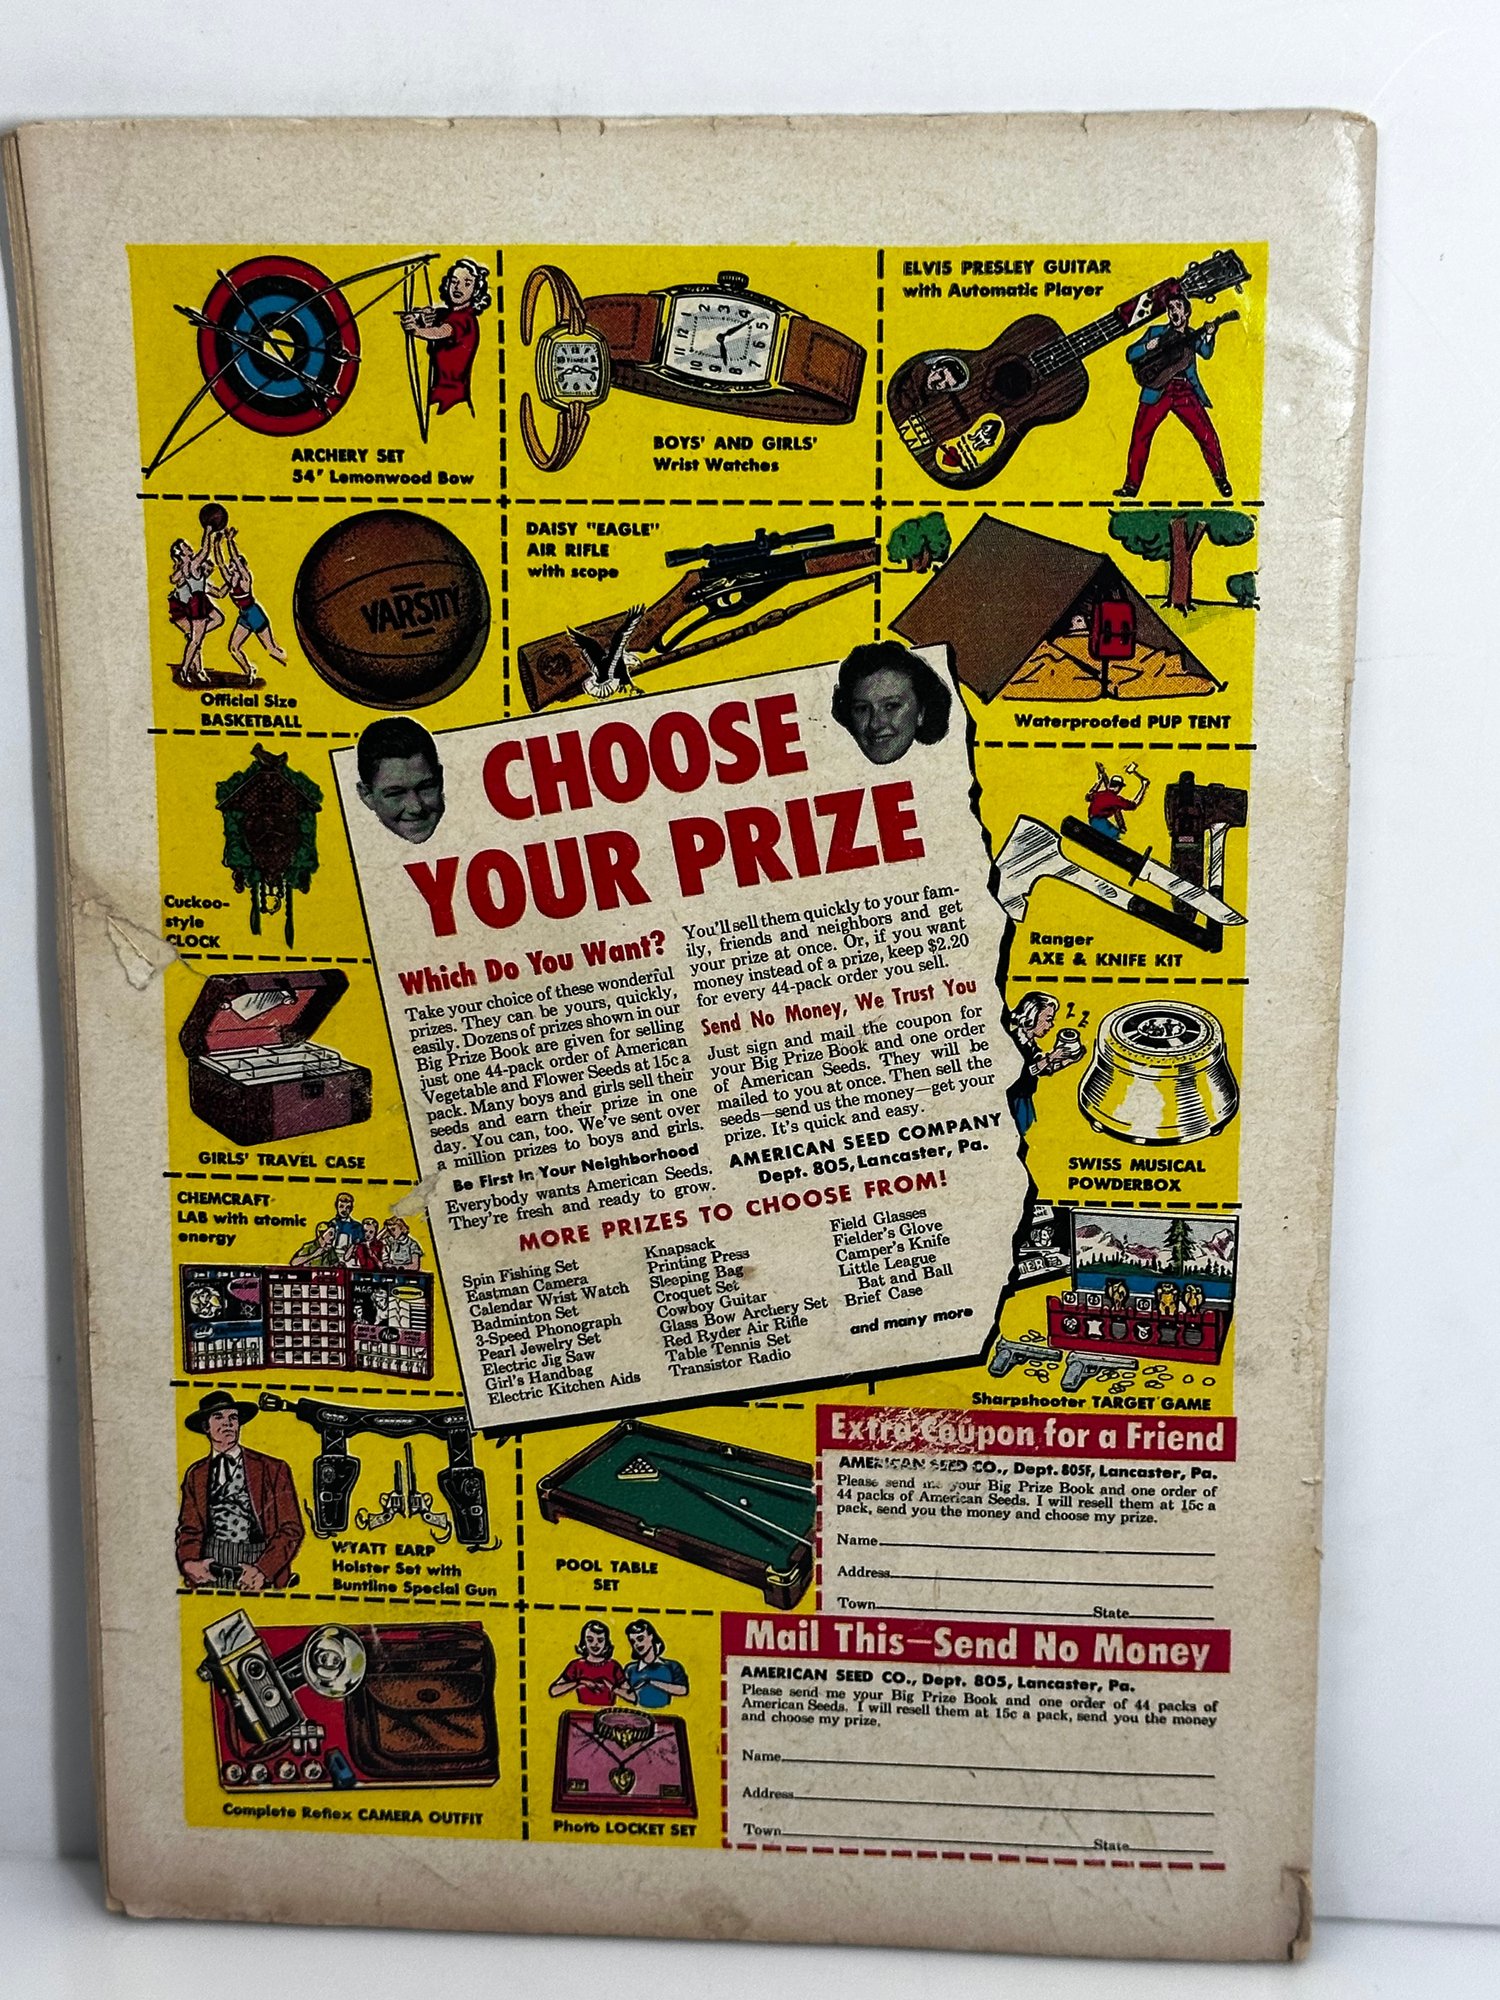 ARCHERY SET
54" Lemonwood Bow
BOYS' AND GIRLS'
Wrist Watches
ELVIS PRESLEY GUITAR
with Automatic Player
VARSITY
Official Size
BASKETBALL
DAISY "EAGLE"
AIR RIFLE
with scope
Waterproofed PUP TENT
Cuckoo-
style
CLOCK
CHOOSE
YOUR PRIZE
Which Do You Want?
Take your choice of these wonderful
prizes. They can be yours, quickly,
easily. Dozens of prizes shown in our
Big Prize Book are given for selling
just one 44-pack order of American
Vegetable and Flower Seeds at 15c a
pack. Many boys and girls sell their
seeds and earn their prize in one
day. You can, too. We've sent over
a million prizes to boys and girls.
Be First In Your Neighborhood
Everybody wants American Seeds.
They're fresh and ready to grow.
You'll sell them quickly to your fam-
ily, friends and neighbors and get
your prize at once. Or, if you want
money instead of a prize, keep $2.20
for every 44-pack order you sell.
Send No Money, We Trust You
Just sign and mail the coupon for
your Big Prize Book and one order
of American Seeds. They will be
mailed to you at once. Then sell the
seeds—send us the money—get your
prize. It's quick and easy.
AMERICAN SEED COMPANY
Dept. 805, Lancaster, Pa.
MORE PRIZES TO CHOOSE FROM!
Spin Fishing Set
Eastman Camera
Calendar Wrist Watch
Badminton Set
3-Speed Phonograph
Pearl Jewelry Set
Electric Jig Saw
Girl's Handbag
Electric Kitchen Aids
Knapsack
Printing Press
Sleeping Bag
Croquet Set
Cowboy Guitar
Glass Bow Archery Set
Red Ryder Air Rifle
Table Tennis Set
Transistor Radio
Field Glasses
Fielder's Glove
Camper's Knife
Little League
Bat and Ball
Brief Case
and many more
Ranger
AXE & KNIFE KIT
GIRLS' TRAVEL CASE
Z Z
SWISS MUSICAL
POWDERBOX
CHEMCRAFT
LAB with atomic
energy
Sharpshooter TARGET GAME
WYATT EARP
Holster Set with
Buntline Special Gun
POOL TABLE
SET
Extra Coupon for a Friend
AMERICAN SEED CO., Dept. 805F, Lancaster, Pa.
Please send me your Big Prize Book and one order of
44 packs of American Seeds. I will resell them at 15c a
pack, send you the money and choose my prize.
Name
Address
Town State
Complete Reflex CAMERA OUTFIT
Photo LOCKET SET
Mail This—Send No Money
AMERICAN SEED CO., Dept. 805, Lancaster, Pa.
Please send me your Big Prize Book and one order of 44 packs of
American Seeds. I will resell them at 15c a pack, send you the money
and choose my prize.
Name
Address
Town State